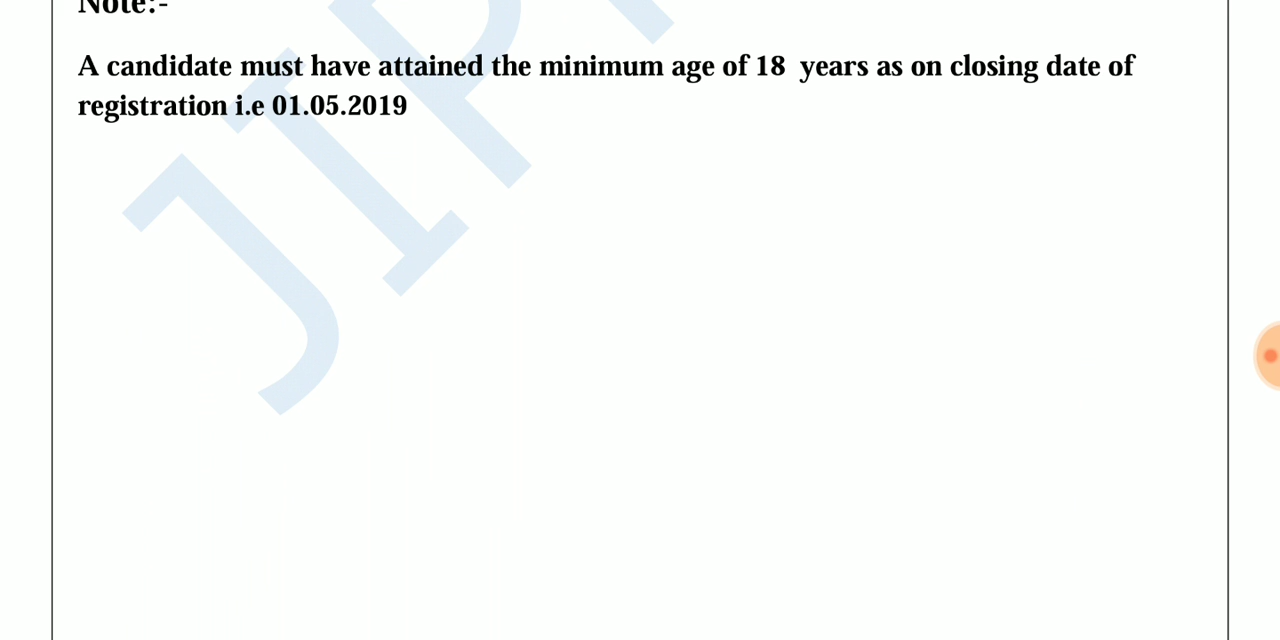 Note:-
A candidate must have attained the minimum age of 18 years as on closing date of
registration i.e 01.05.2019
JIP